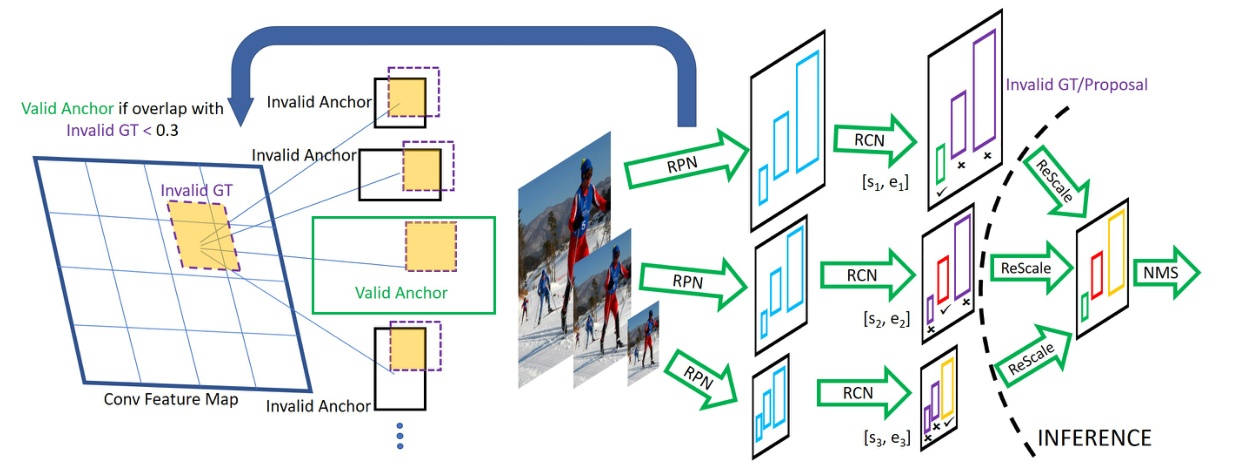 Valid Anchor if overlap with
Invalid GT < 0.3
Invalid GT
Conv Feature Map
Invalid Anchor
Invalid Anchor
Valid Anchor
Invalid Anchor
RPN
RPN
RPN
RCN
[s1, e1]
RCN
[s2, e2]
RCN
[s3, e3]
Invalid GT/Proposal
ReScale
ReScale
ReScale
NMS
INFERENCE